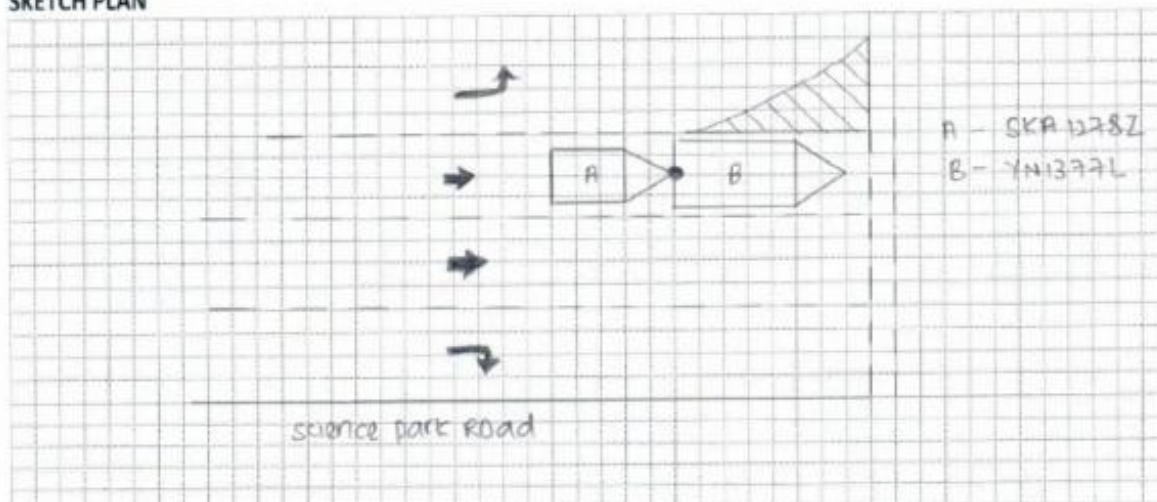 SKETCH PLAN
A - SKA1278Z
A B
B - YN1377L
science park Road